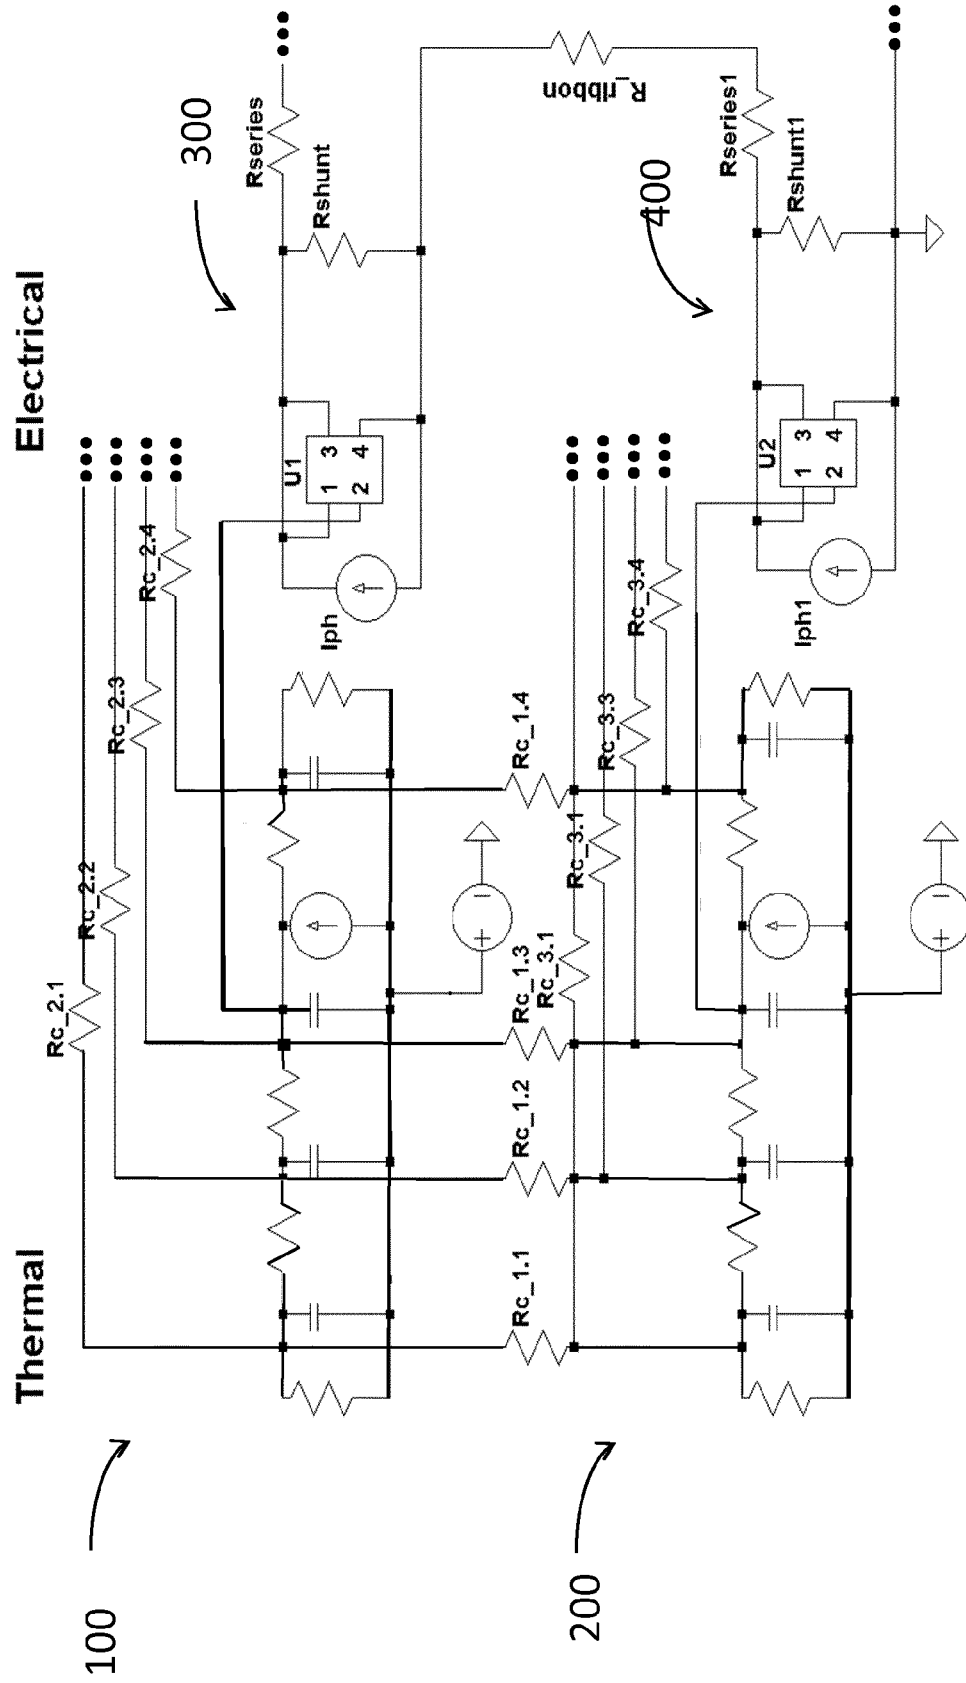 Thermal
Electrical
100
200
300
400
Rc_2.1
Rc_2.2
Rc_2.3
Rc_2.4
Rc_1.1
Rc_1.2
Rc_1.3
Rc_1.4
Rc_3.1
Rc_3.1
Rc_3.3
Rc_3.4
Iph
U1
1 3
2 4
Rshunt
Rseries
R_ribbon
Iph1
U2
1 3
2 4
Rshunt1
Rseries1
+ −
+ −